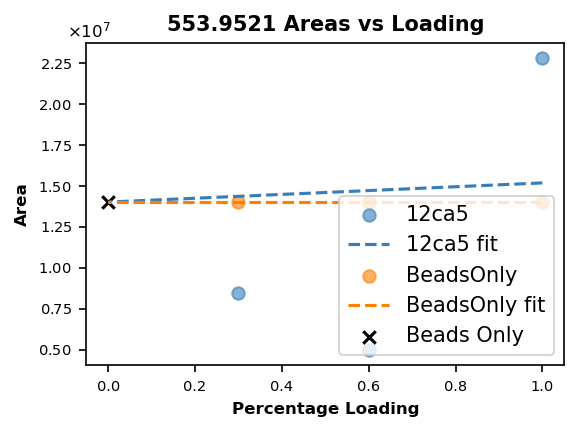 553.9521 Areas vs Loading
×10⁷
2.25
2.00
1.75
1.50
1.25
1.00
0.75
0.50
Area
12ca5
12ca5 fit
BeadsOnly
BeadsOnly fit
Beads Only
0.0 0.2 0.4 0.6 0.8 1.0
Percentage Loading